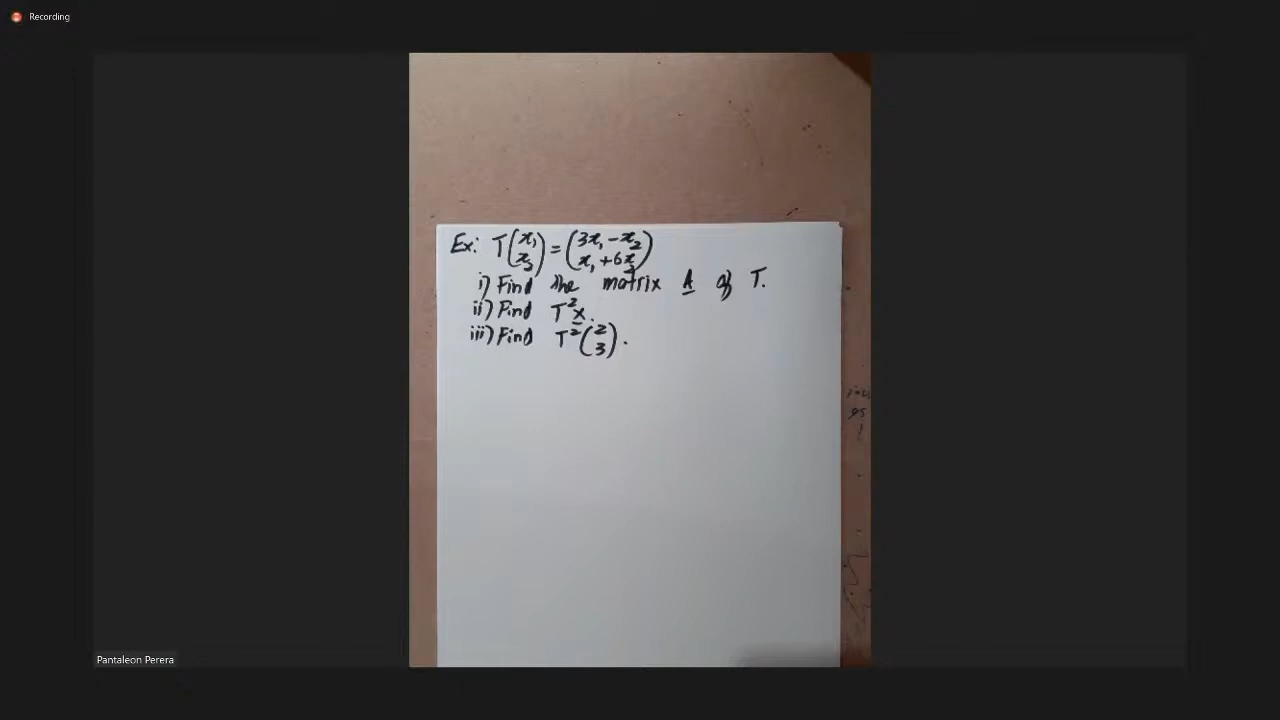 Recording
Ex: T(x₁ x₂) = (3x₁ - x₂ x₁ + 6x₂)
i) Find the matrix A of T.
ii) Find T²x.
iii) Find T²(2 3).
Pantaleon Perera